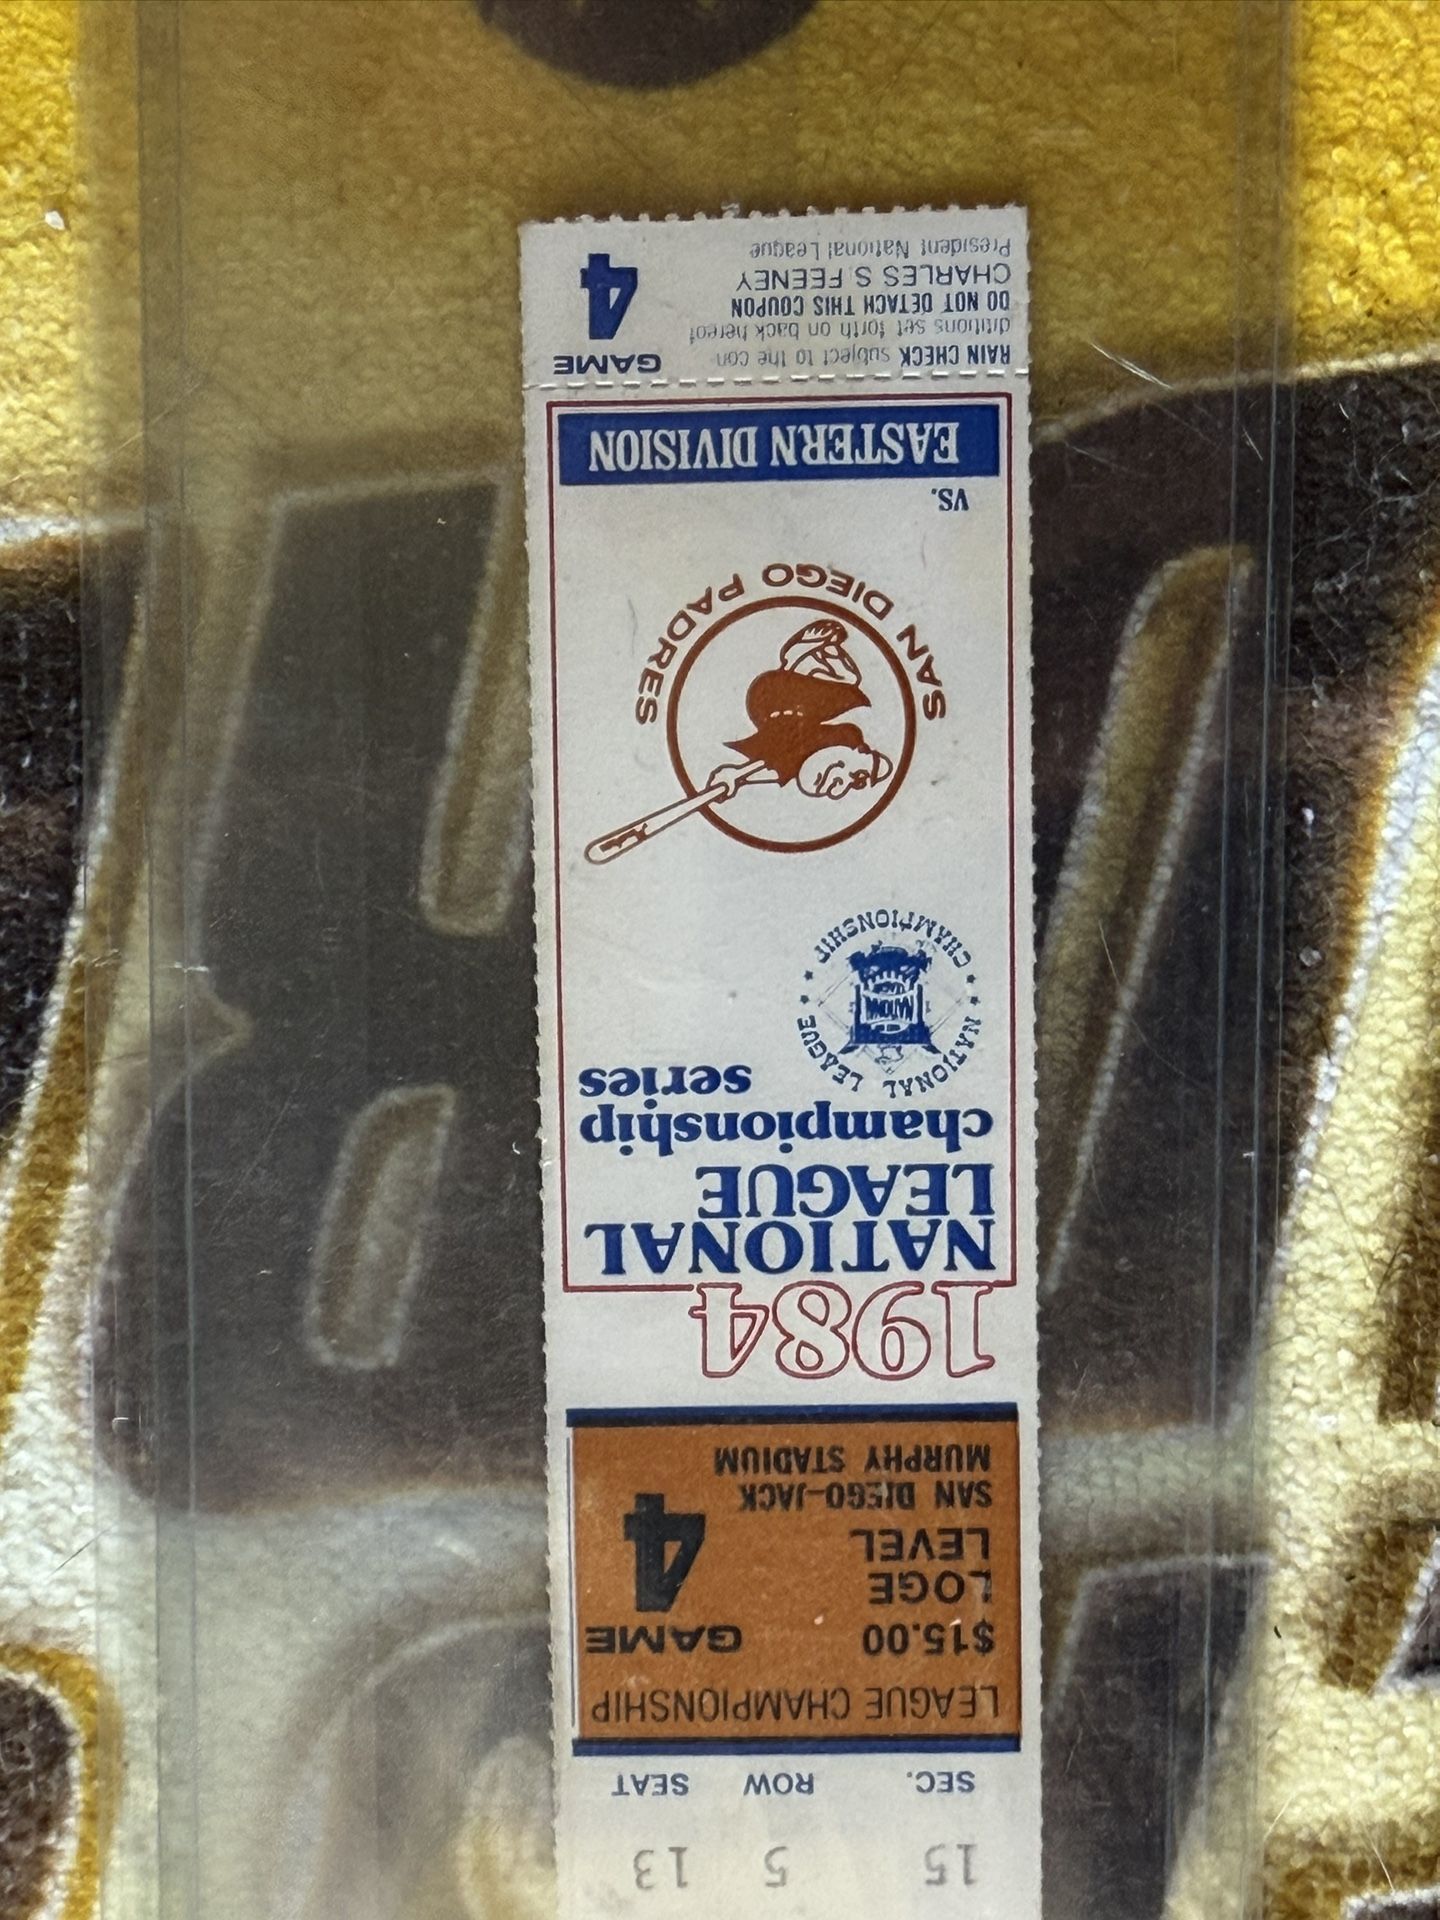 SEC. ROW SEAT
15 5 13
LEAGUE CHAMPIONSHIP
$15.00 GAME
LOGE 4
LEVEL
SAN DIEGO-JACK
MURPHY STADIUM
1984
NATIONAL
LEAGUE
championship
series
NATIONAL LEAGUE
CHAMPIONSHIP
NATIONAL
LEAGUE
SAN DIEGO PADRES
VS.
EASTERN DIVISION
RAIN CHECK subject to the con
ditions set forth on back hereof
DO NOT DETACH THIS COUPON
CHARLES S FEENEY
President National League
GAME
4